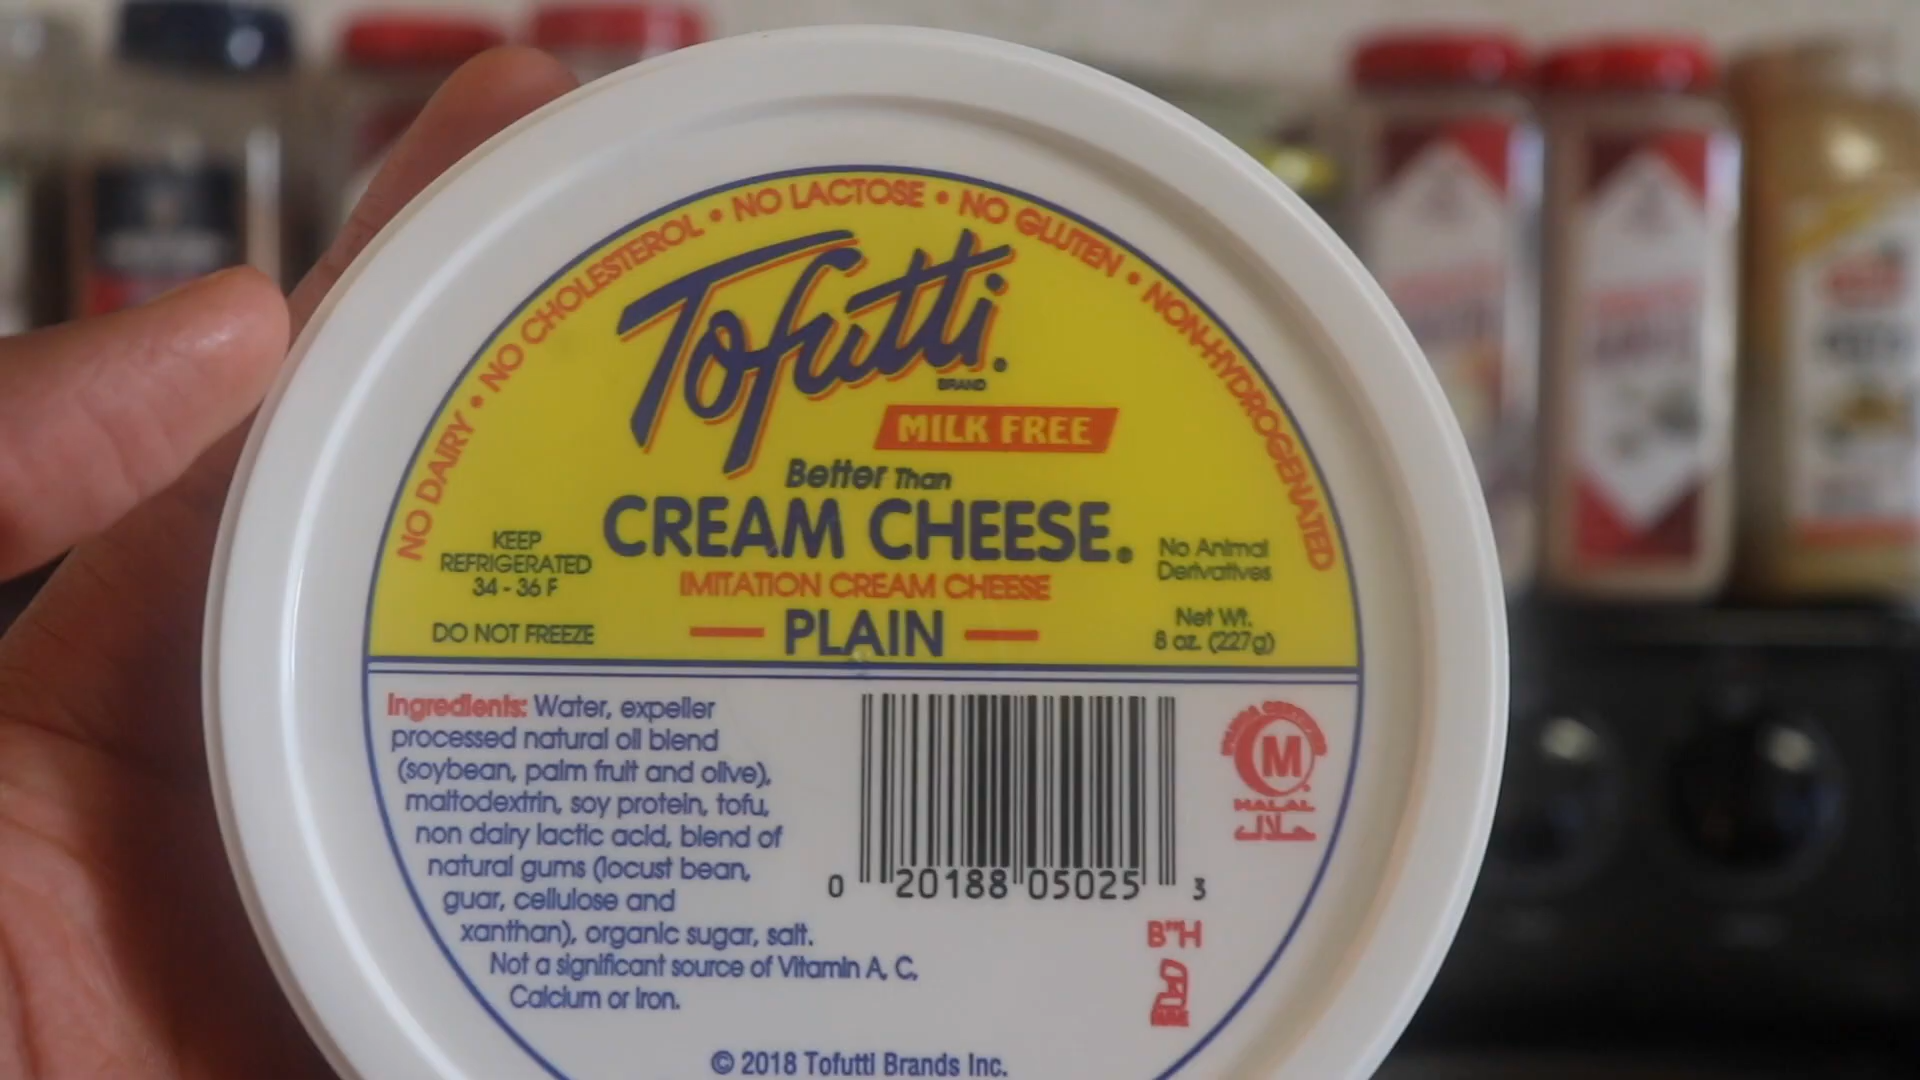 NO DAIRY • NO CHOLESTEROL • NO LACTOSE • NO GLUTEN • NON-HYDROGENATED
Tofutti®
BRAND
MILK FREE
Better Than
CREAM CHEESE®
IMITATION CREAM CHEESE
PLAIN
KEEP
REFRIGERATED
34 - 36 F
DO NOT FREEZE
No Animal
Derivatives
Net Wt.
8 oz. (227g)
Ingredients: Water, expeller
processed natural oil blend
(soybean, palm fruit and olive),
maltodextrin, soy protein, tofu,
non dairy lactic acid, blend of
natural gums (locust bean,
guar, cellulose and
xanthan), organic sugar, salt.
Not a significant source of Vitamin A, C,
Calcium or Iron.
0 20188 05025 3
M
HALAL
حلال
B"H
© 2018 Tofutti Brands Inc.